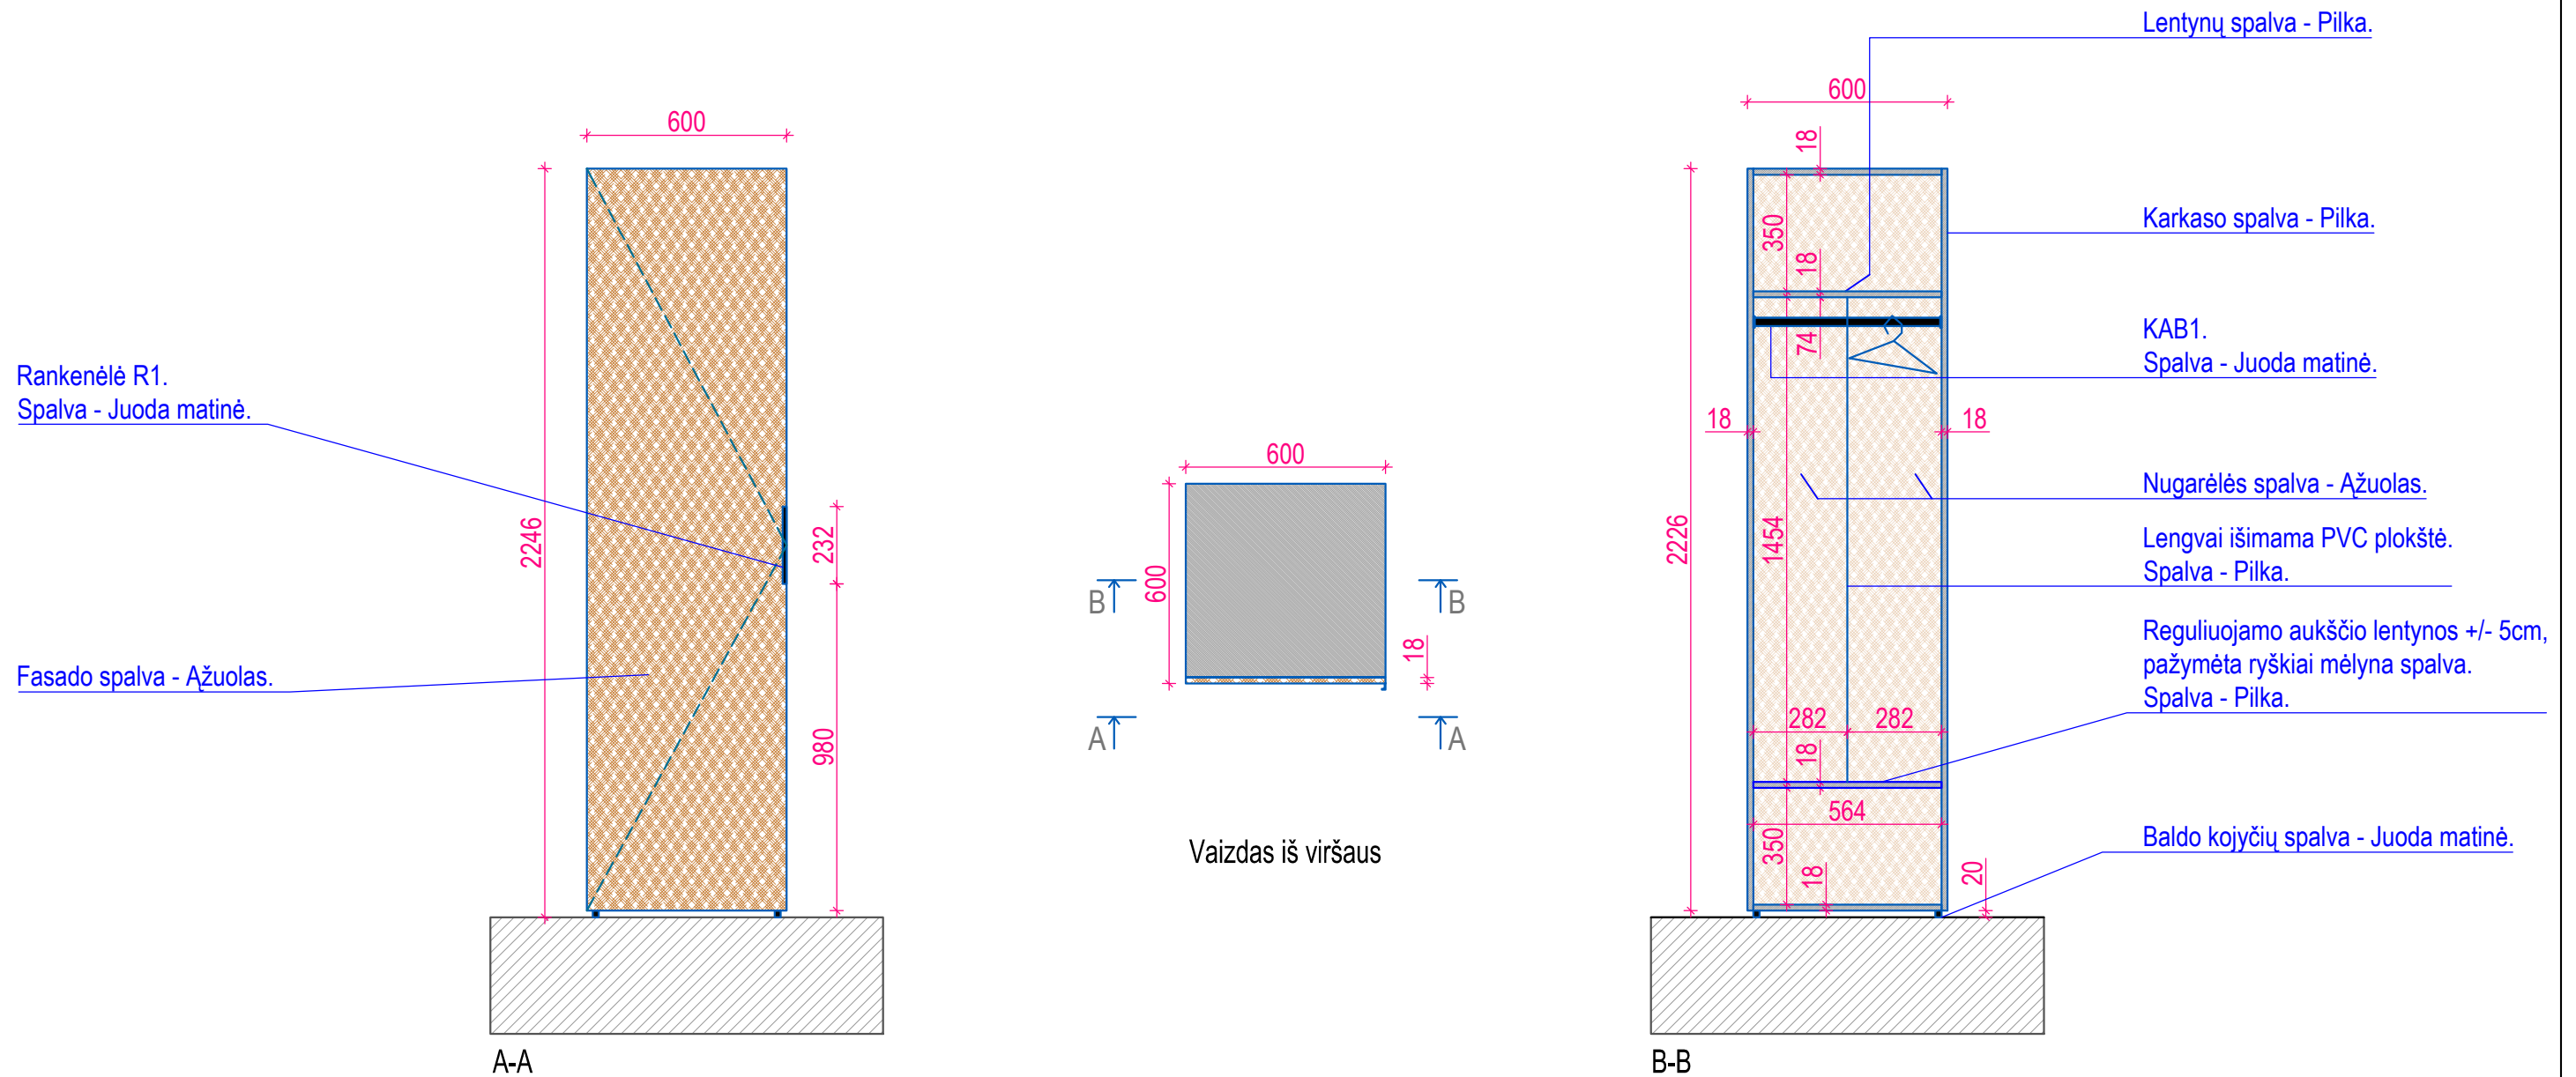 Rankenėlė R1.
Spalva - Juoda matinė.
Fasado spalva - Ąžuolas.
600
2246
232
980
A-A
600
600
18
B
B
A
A
Vaizdas iš viršaus
600
18
350
18
74
18
18
2226
1454
282
282
18
564
350
18
20
B-B
Lentynų spalva - Pilka.
Karkaso spalva - Pilka.
KAB1.
Spalva - Juoda matinė.
Nugarėlės spalva - Ąžuolas.
Lengvai išimama PVC plokštė.
Spalva - Pilka.
Reguliuojamo aukščio lentynos +/- 5cm,
pažymėta ryškiai mėlyna spalva.
Spalva - Pilka.
Baldo kojyčių spalva - Juoda matinė.